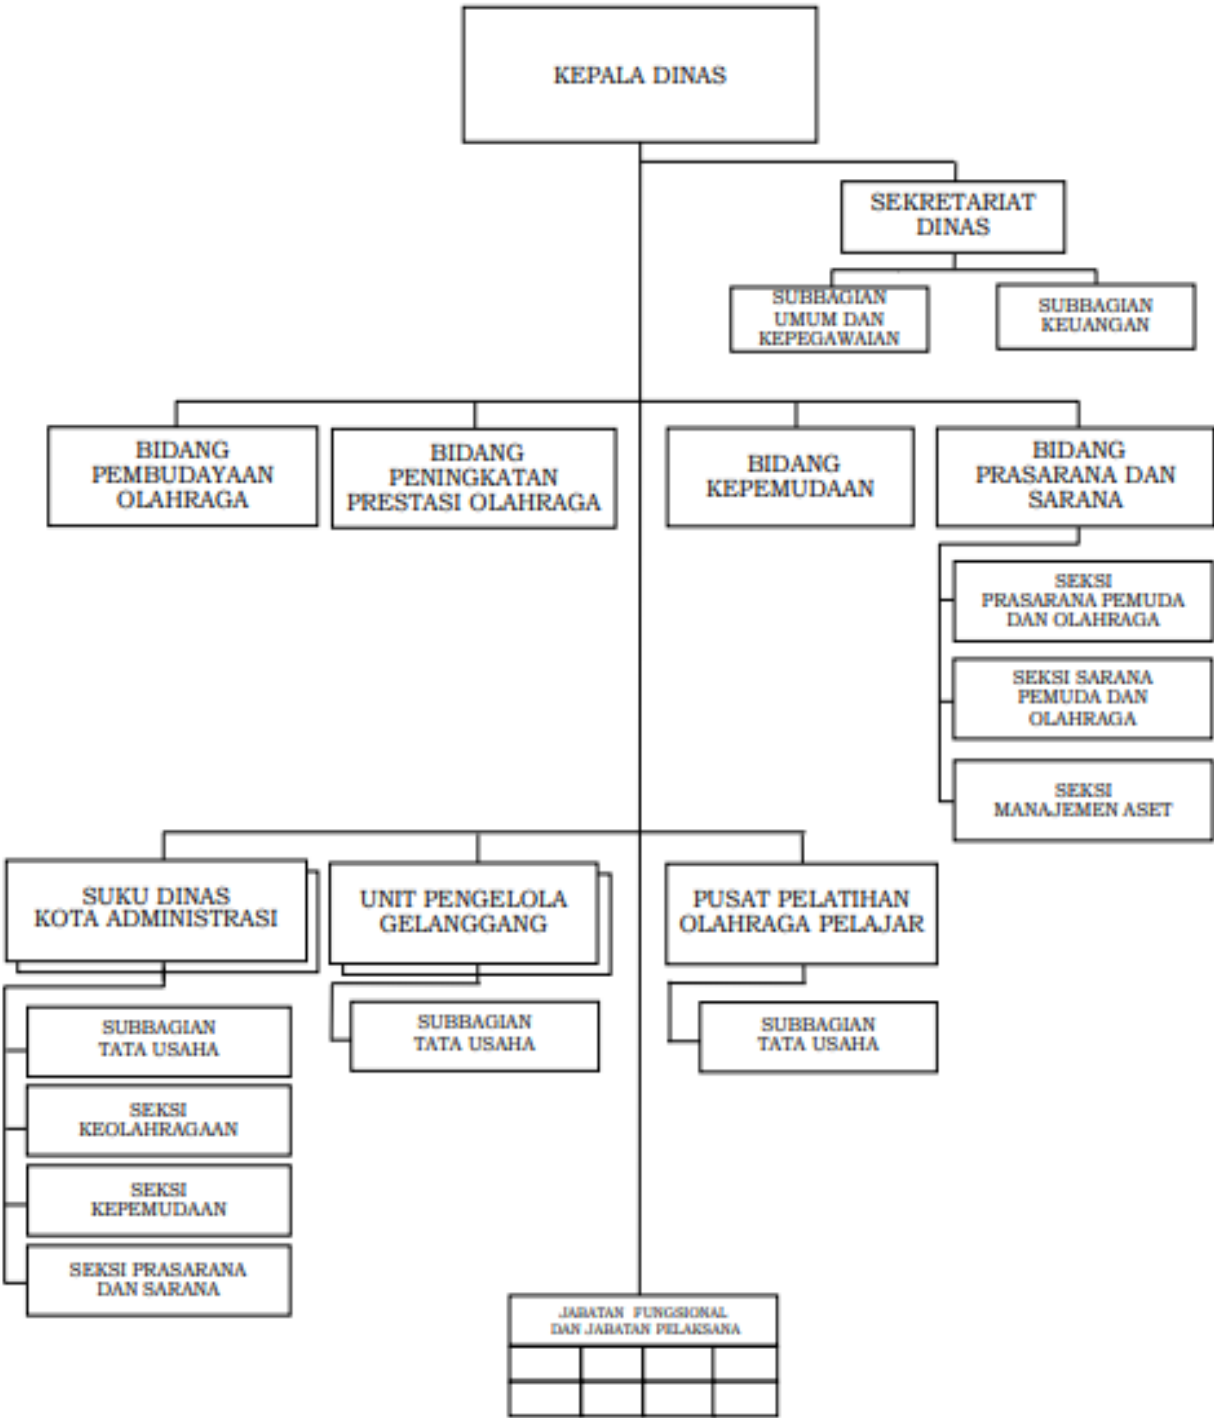 KEPALA DINAS
SEKRETARIAT
DINAS
SUBBAGIAN
UMUM DAN
KEPEGAWAIAN
SUBBAGIAN
KEUANGAN
BIDANG
PEMBUDAYAAN
OLAHRAGA
BIDANG
PENINGKATAN
PRESTASI OLAHRAGA
BIDANG
KEPEMUDAAN
BIDANG
PRASARANA DAN
SARANA
SEKSI
PRASARANA PEMUDA
DAN OLAHRAGA
SEKSI SARANA
PEMUDA DAN
OLAHRAGA
SEKSI
MANAJEMEN ASET
SUKU DINAS
KOTA ADMINISTRASI
SUBBAGIAN
TATA USAHA
SEKSI
KEOLAHRAGAAN
SEKSI
KEPEMUDAAN
SEKSI PRASARANA
DAN SARANA
UNIT PENGELOLA
GELANGGANG
SUBBAGIAN
TATA USAHA
PUSAT PELATIHAN
OLAHRAGA PELAJAR
SUBBAGIAN
TATA USAHA
JABATAN FUNGSIONAL
DAN JABATAN PELAKSANA